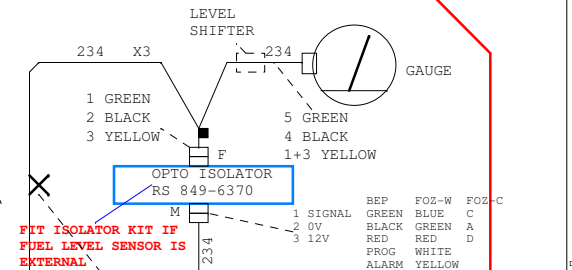 LEVEL
SHIFTER
234 X3 234
GAUGE
1 GREEN
2 BLACK
3 YELLOW
5 GREEN
4 BLACK
1+3 YELLOW
F
OPTO ISOLATOR
RS 849-6370
M
FIT ISOLATOR KIT IF
FUEL LEVEL SENSOR IS
EXTERNAL
234
BEP FOZ-W FOZ-C
1 SIGNAL GREEN BLUE C
2 0V BLACK GREEN A
3 12V RED RED D
PROG WHITE
ALARM YELLOW